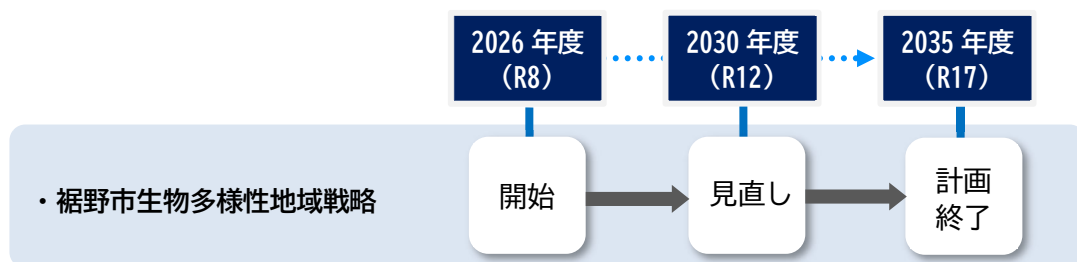 2026 年度
（R8）
2030 年度
（R12）
2035 年度
（R17）
・裾野市生物多様性地域戦略
開始
見直し
計画
終了